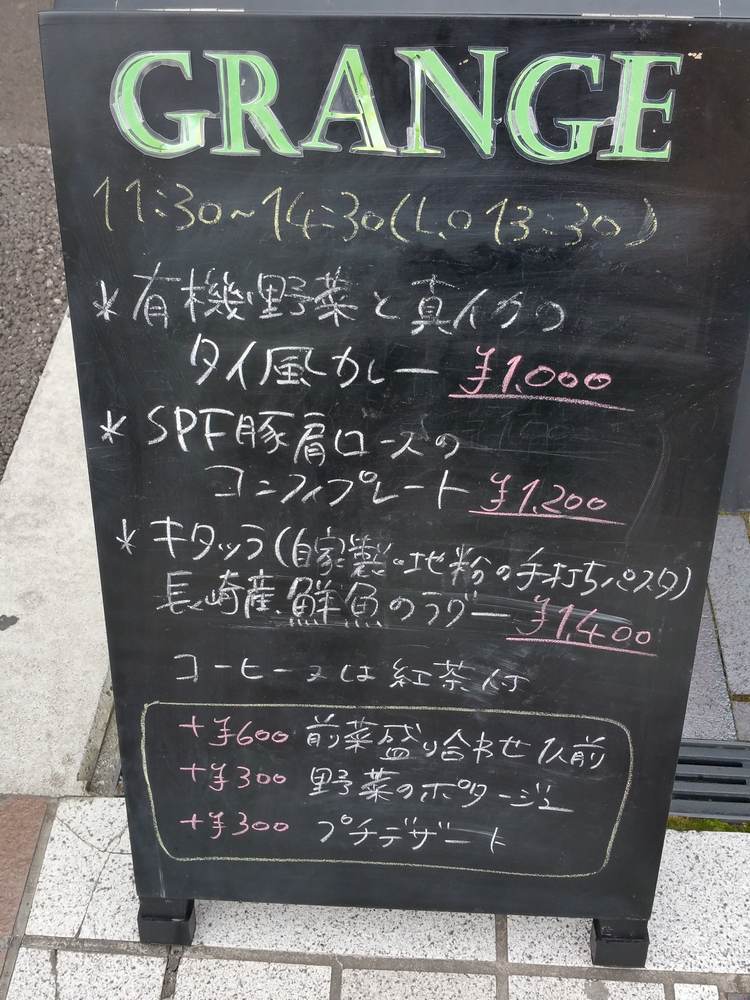 GRANGE
11:30~14:30(L.O 13:30)
*有機野菜と真イカの
タイ風カレー ¥1.000
*SPF豚肩ロースの
コンフィプレート ¥1,200
*キタッラ(自家製・地粉の手打ちパスタ)
長崎産鮮魚のラグー ¥1,400
コーヒーヌは紅茶付
+¥600 前菜盛り合わせ 1人前
+¥300 野菜のポタージュ
+¥300 プチデザート